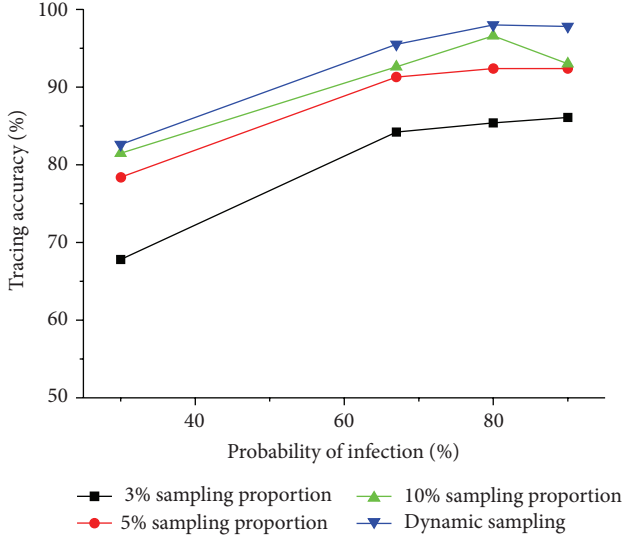 100
90
80
70
60
50
40
60
80
Tracing accuracy (%)
Probability of infection (%)
3% sampling proportion
10% sampling proportion
5% sampling proportion
Dynamic sampling